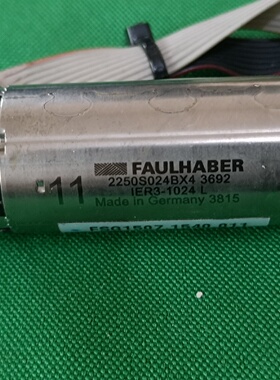 11
FAULHABER
2250S024BX4 3692
IER3-1024 L
Made in Germany 3815